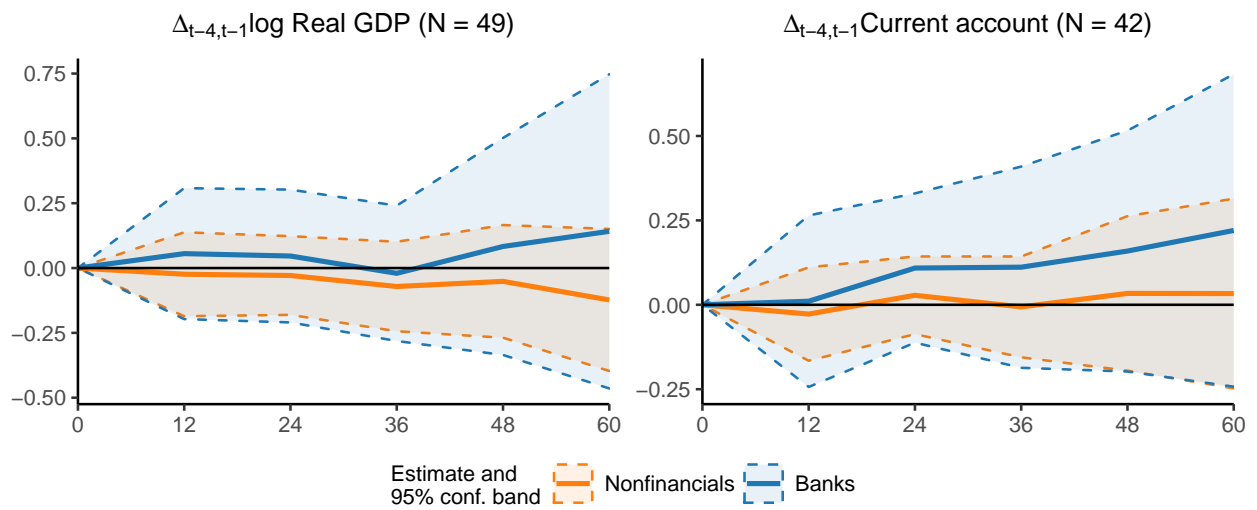 Δt−4,t−1log Real GDP (N = 49)
0.75
0.50
0.25
0.00
−0.25
−0.50
0 12 24 36 48 60
Δt−4,t−1Current account (N = 42)
0.50
0.25
0.00
−0.25
0 12 24 36 48 60
Estimate and
95% conf. band
Nonfinancials
Banks